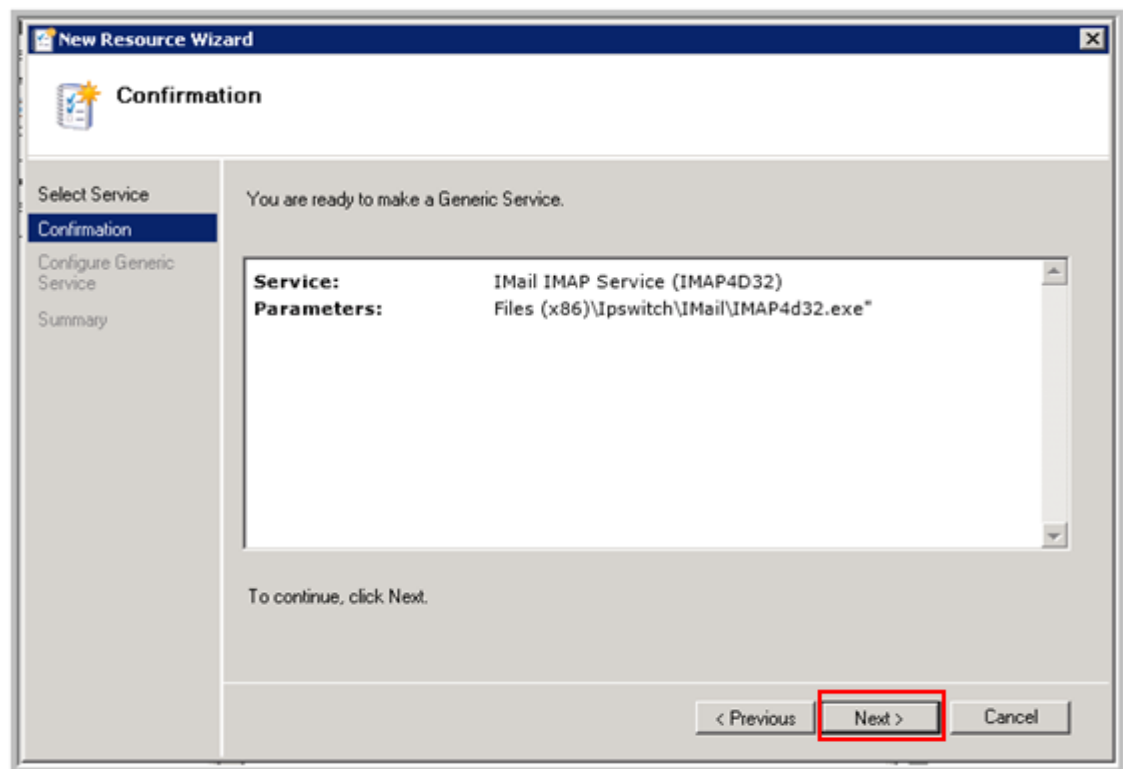 New Resource Wizard
Confirmation
Select Service
Confirmation
Configure Generic
Service
Summary
You are ready to make a Generic Service.
Service: IMail IMAP Service (IMAP4D32)
Parameters: Files (x86)\Ipswitch\IMail\IMAP4d32.exe"
To continue, click Next.
< Previous
Next >
Cancel